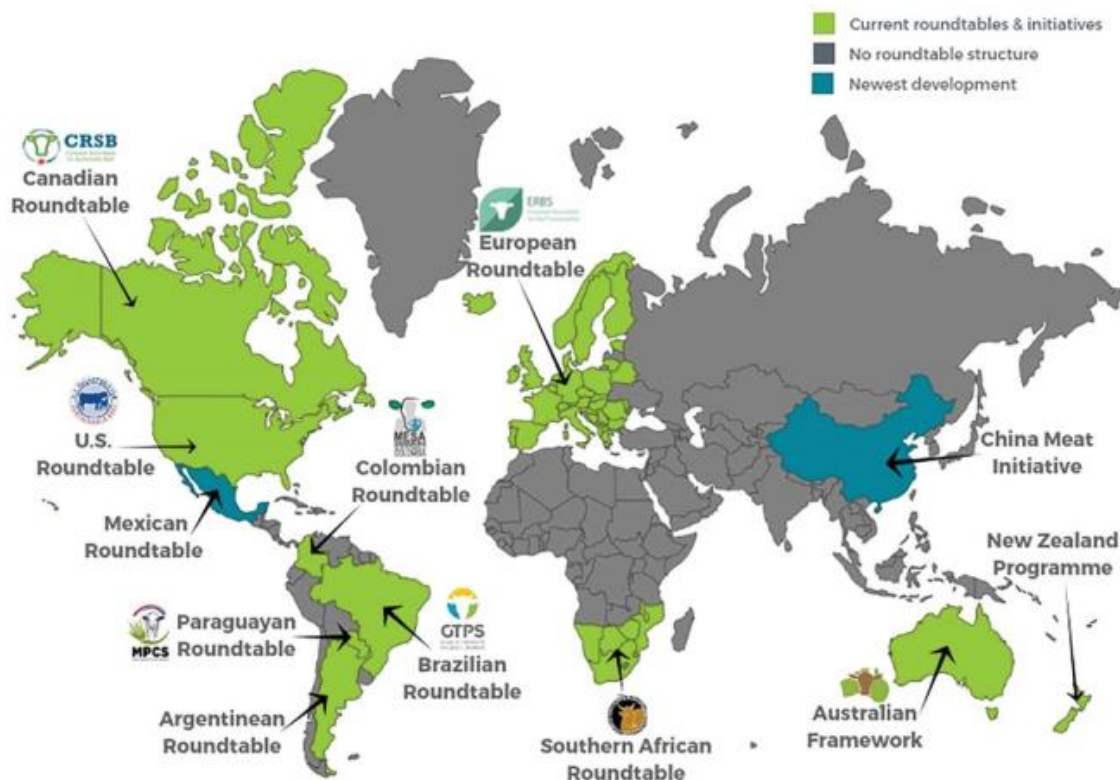 Current roundtables & initiatives
No roundtable structure
Newest development
CRSB
Canadian
Roundtable
ERBS
European
Roundtable
U.S.
Roundtable
MESA
Colombian
Roundtable
Mexican
Roundtable
China Meat
Initiative
New Zealand
Programme
MPCS
Paraguayan
Roundtable
GTPS
Brazilian
Roundtable
Argentinean
Roundtable
Southern African
Roundtable
Australian
Framework